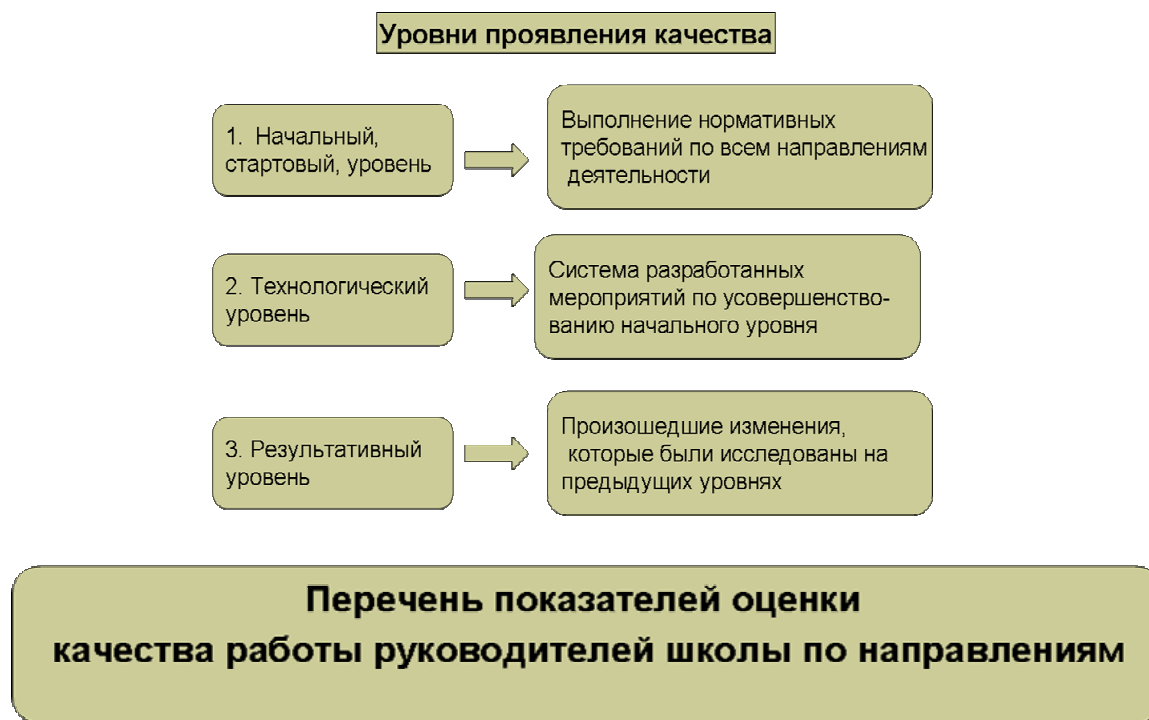 Уровни проявления качества
1. Начальный,
стартовый, уровень
Выполнение нормативных
требований по всем направлениям
деятельности
2. Технологический
уровень
Система разработанных
мероприятий по усовершенство-
ванию начального уровня
3. Результативный
уровень
Произошедшие изменения,
которые были исследованы на
предыдущих уровнях
Перечень показателей оценки
качества работы руководителей школы по направлениям